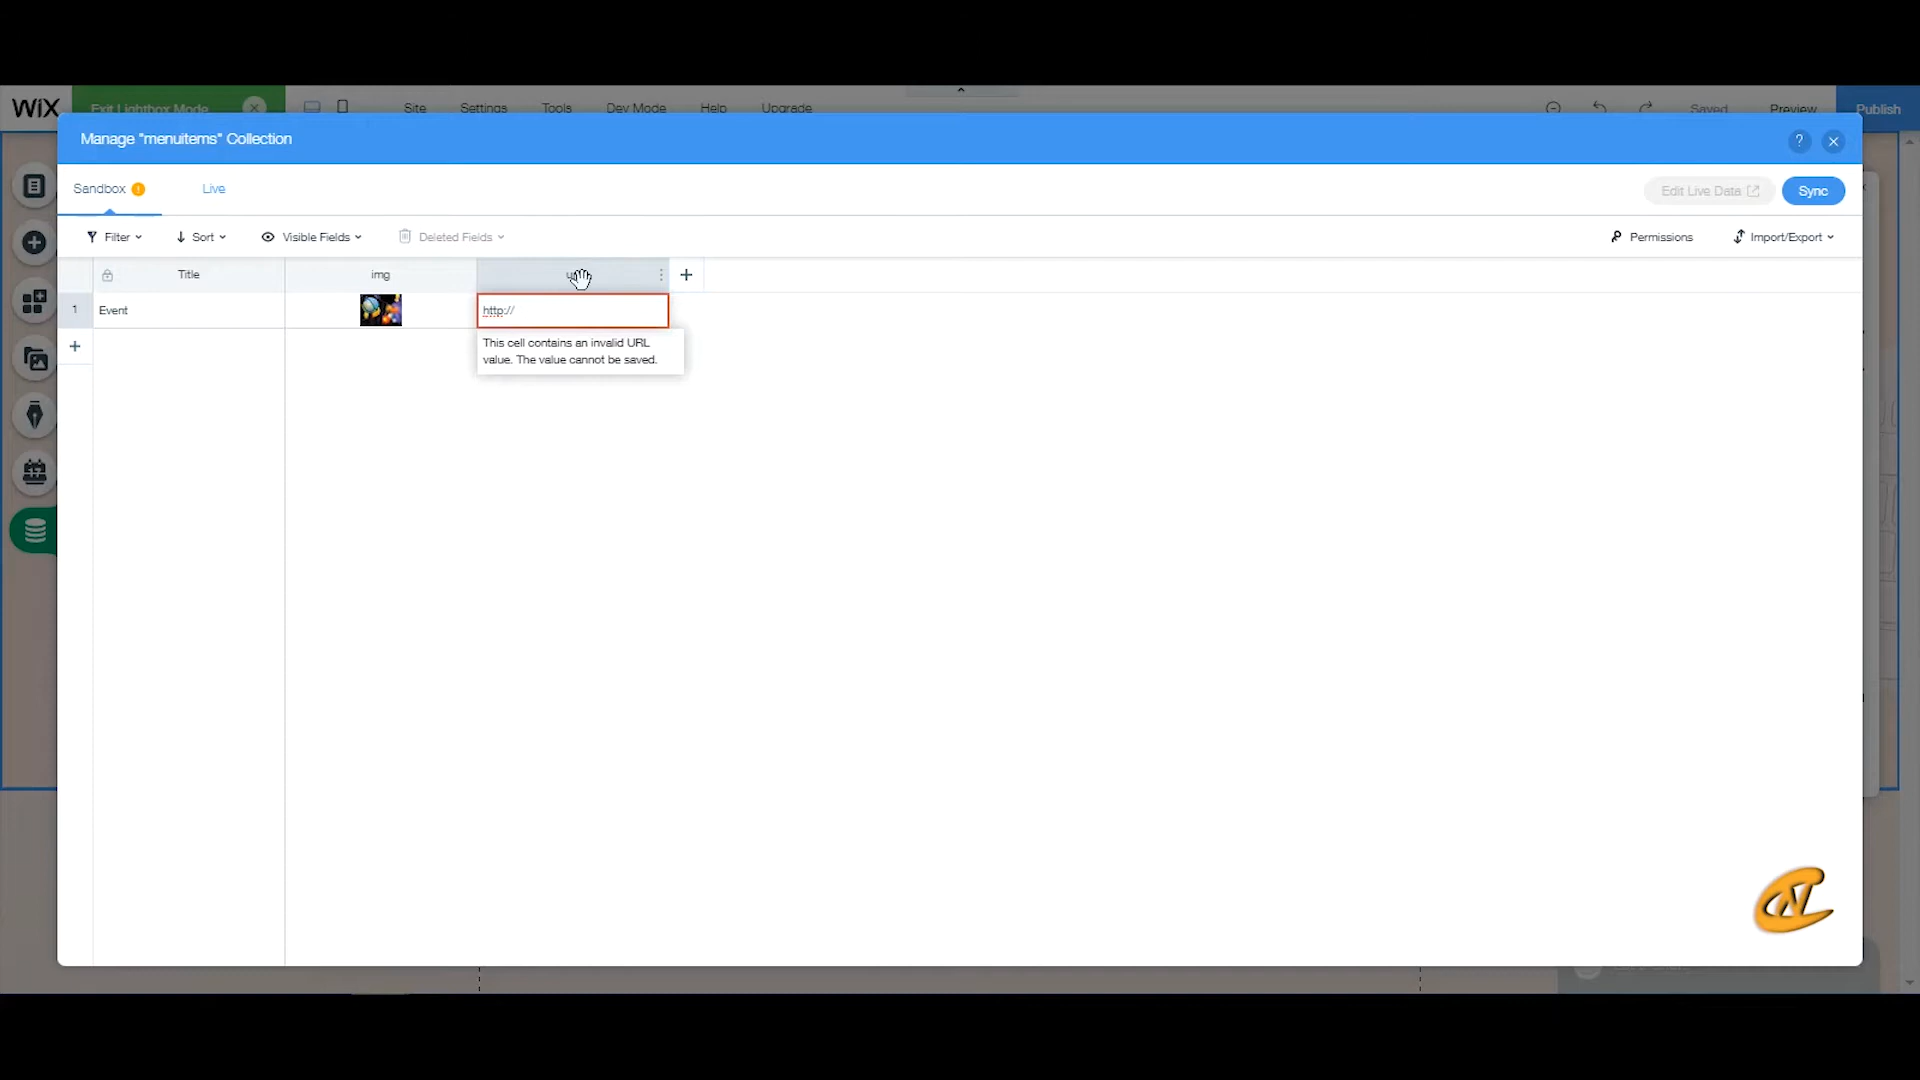 WiX
Exit Lightbox Mode
Site
Settings
Tools
Dev Mode
Help
Upgrade
Saved
Preview
Publish
Manage "menuitems" Collection
?
Sandbox
!
Live
Edit Live Data
Sync
Filter
Sort
Visible Fields
Deleted Fields
Permissions
Import/Export
Title
img
1
Event
http://
This cell contains an invalid URL
value. The value cannot be saved.